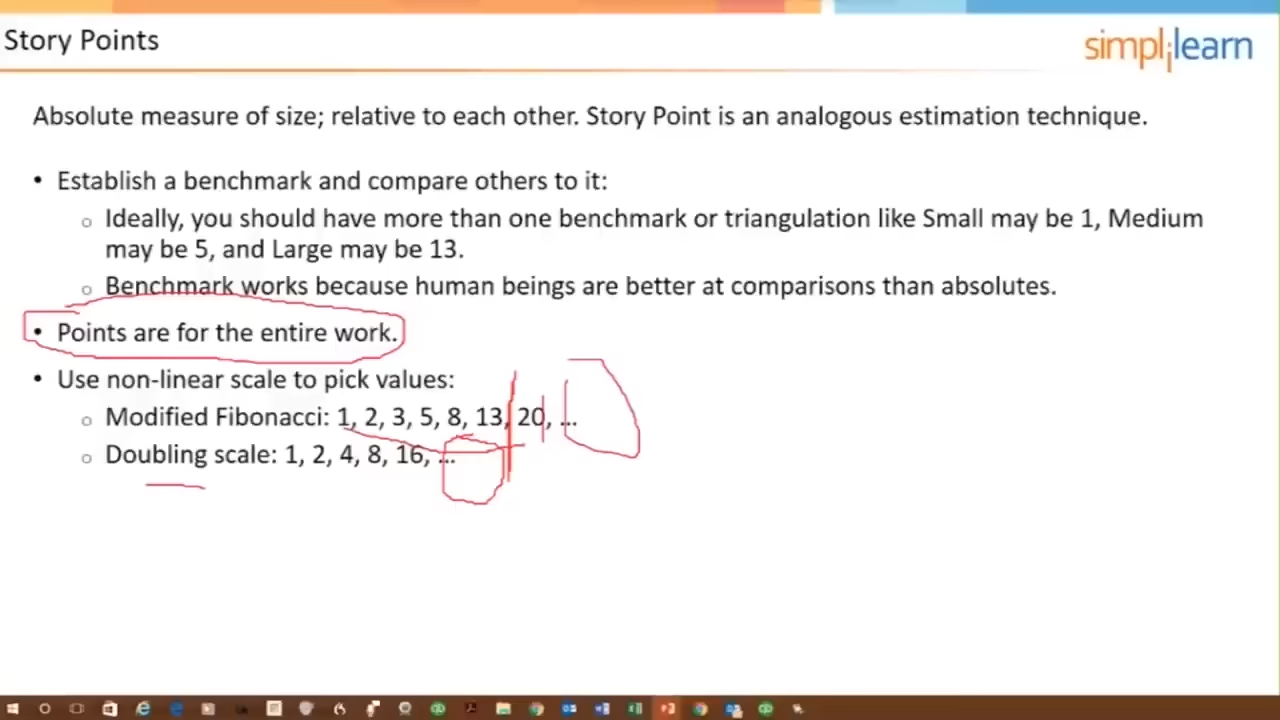 Story Points
simplilearn
Absolute measure of size; relative to each other. Story Point is an analogous estimation technique.
• Establish a benchmark and compare others to it:
o Ideally, you should have more than one benchmark or triangulation like Small may be 1, Medium
may be 5, and Large may be 13.
o Benchmark works because human beings are better at comparisons than absolutes.
• Points are for the entire work.
• Use non-linear scale to pick values:
o Modified Fibonacci: 1, 2, 3, 5, 8, 13, 20, ...
o Doubling scale: 1, 2, 4, 8, 16, ...